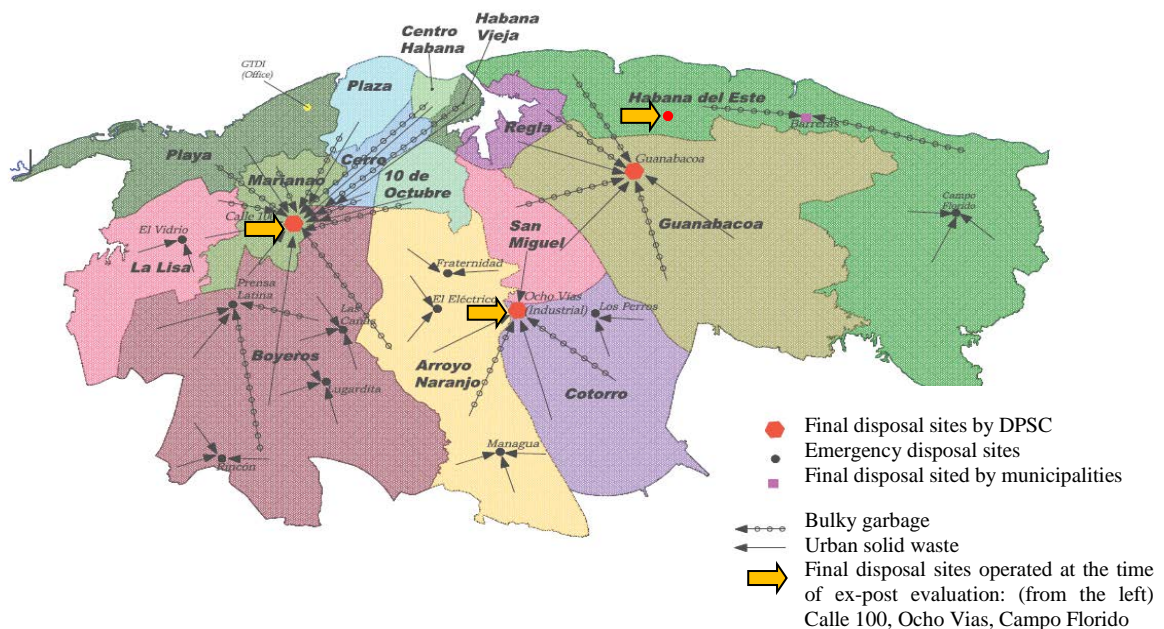 Habana
Vieja
Centro
Habana
GTDI
(Office)
Plaza
Habana del Este
Barreras
Regla
Playa
Cerro
Guanabacoa
Marianao
10 de
Octubre
Campo
Florido
Calle 100
Guanabacoa
El Vidrio
San
Miguel
La Lisa
Fraternidad
Prensa
Latina
El Eléctrico
Ocho Vías
(Industrial)
Los Perros
Las
Cañas
Boyeros
Arroyo
Naranjo
Lugardita
Cotorro
Managua
Rincón
Final disposal sites by DPSC
Emergency disposal sites
Final disposal sited by municipalities
Bulky garbage
Urban solid waste
Final disposal sites operated at the time
of ex-post evaluation: (from the left)
Calle 100, Ocho Vias, Campo Florido